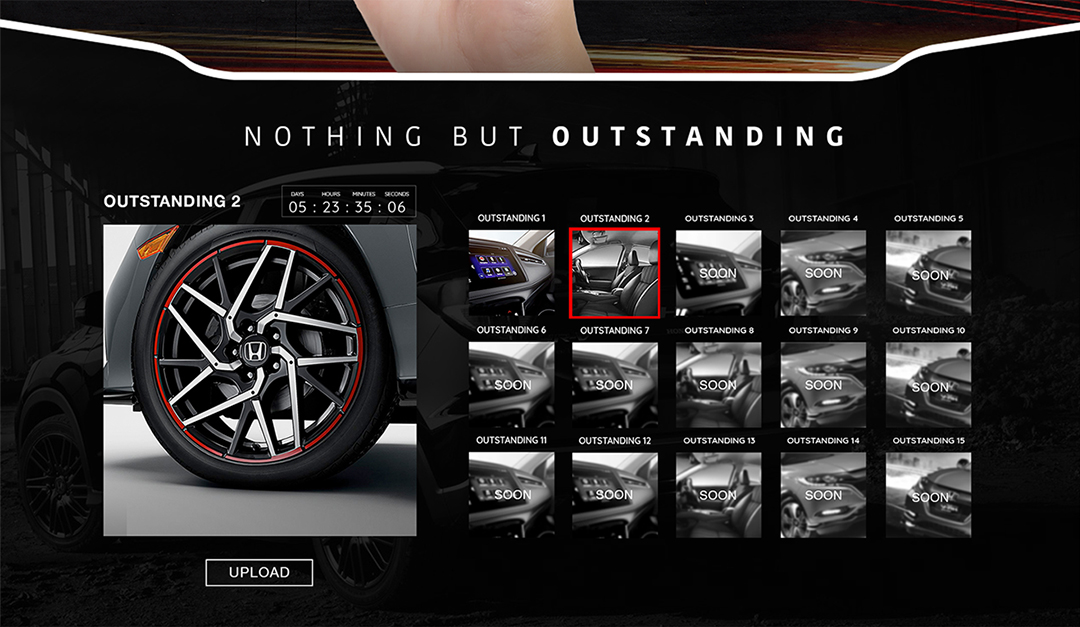 NOTHING BUT OUTSTANDING
OUTSTANDING 2
DAYS HOURS MINUTES SECONDS
05 : 23 : 35 : 06
UPLOAD
OUTSTANDING 1
OUTSTANDING 2
OUTSTANDING 3
OUTSTANDING 4
OUTSTANDING 5
SOON
SOON
SOON
OUTSTANDING 6
OUTSTANDING 7
OUTSTANDING 8
OUTSTANDING 9
OUTSTANDING 10
SOON
SOON
SOON
SOON
SOON
OUTSTANDING 11
OUTSTANDING 12
OUTSTANDING 13
OUTSTANDING 14
OUTSTANDING 15
SOON
SOON
SOON
SOON
SOON